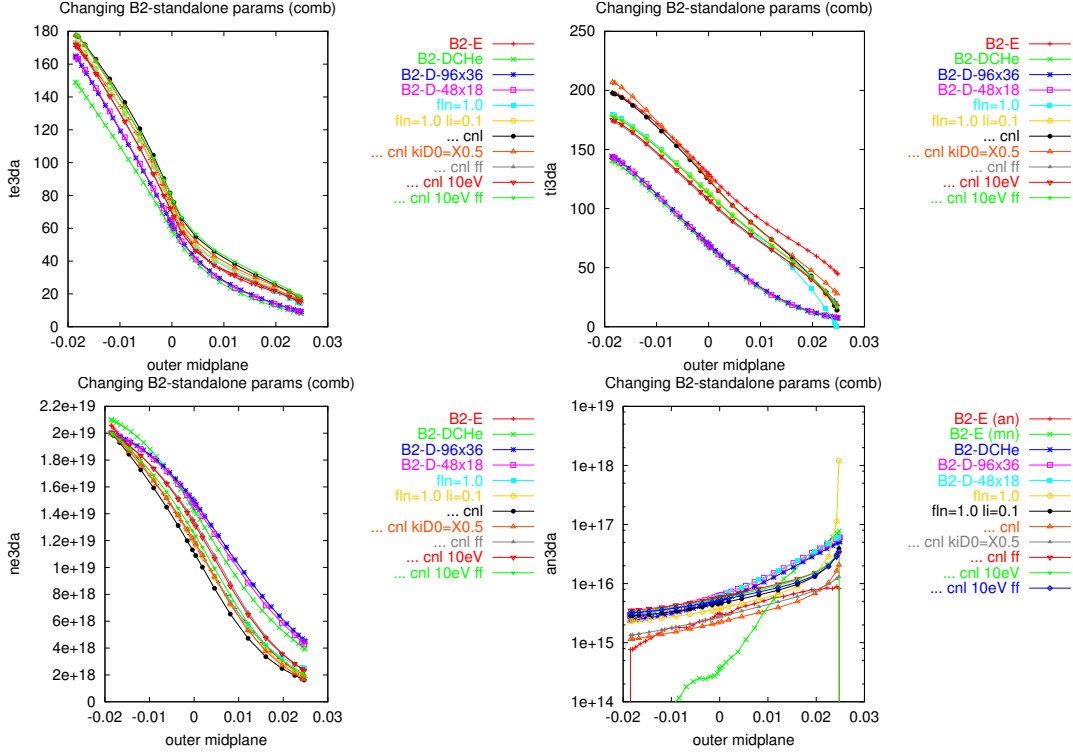 Changing B2-standalone params (comb)
te3da
180
160
140
120
100
80
60
40
20
0
-0.02 -0.01 0 0.01 0.02 0.03
outer midplane
B2-E
B2-DCHe
B2-D-96x36
B2-D-48x18
fln=1.0
fln=1.0 li=0.1
... cnl
... cnl kiD0=X0.5
... cnl ff
... cnl 10eV
... cnl 10eV ff
Changing B2-standalone params (comb)
ti3da
250
200
150
100
50
0
-0.02 -0.01 0 0.01 0.02 0.03
outer midplane
B2-E
B2-DCHe
B2-D-96x36
B2-D-48x18
fln=1.0
fln=1.0 li=0.1
... cnl
... cnl kiD0=X0.5
... cnl ff
... cnl 10eV
... cnl 10eV ff
Changing B2-standalone params (comb)
ne3da
2.2e+19
2e+19
1.8e+19
1.6e+19
1.4e+19
1.2e+19
1e+19
8e+18
6e+18
4e+18
2e+18
0
-0.02 -0.01 0 0.01 0.02 0.03
outer midplane
B2-E
B2-DCHe
B2-D-96x36
B2-D-48x18
fln=1.0
fln=1.0 li=0.1
... cnl
... cnl kiD0=X0.5
... cnl ff
... cnl 10eV
... cnl 10eV ff
Changing B2-standalone params (comb)
an3da
1e+19
1e+18
1e+17
1e+16
1e+15
1e+14
-0.02 -0.01 0 0.01 0.02 0.03
outer midplane
B2-E (an)
B2-E (mn)
B2-DCHe
B2-D-96x36
B2-D-48x18
fln=1.0
fln=1.0 li=0.1
... cnl
... cnl kiD0=X0.5
... cnl ff
... cnl 10eV
... cnl 10eV ff